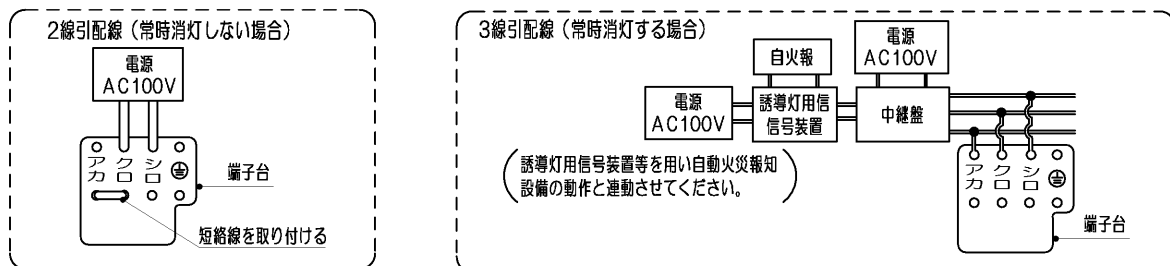 2線引配線（常時消灯しない場合）
電源
AC100V
アカ
クロ
シロ
端子台
短絡線を取り付ける
3線引配線（常時消灯する場合）
自火報
電源
AC100V
電源
AC100V
誘導灯用信
信号装置
中継盤
（誘導灯用信号装置等を用い自動火災報知
設備の動作と連動させてください。）
アカ
クロ
シロ
端子台